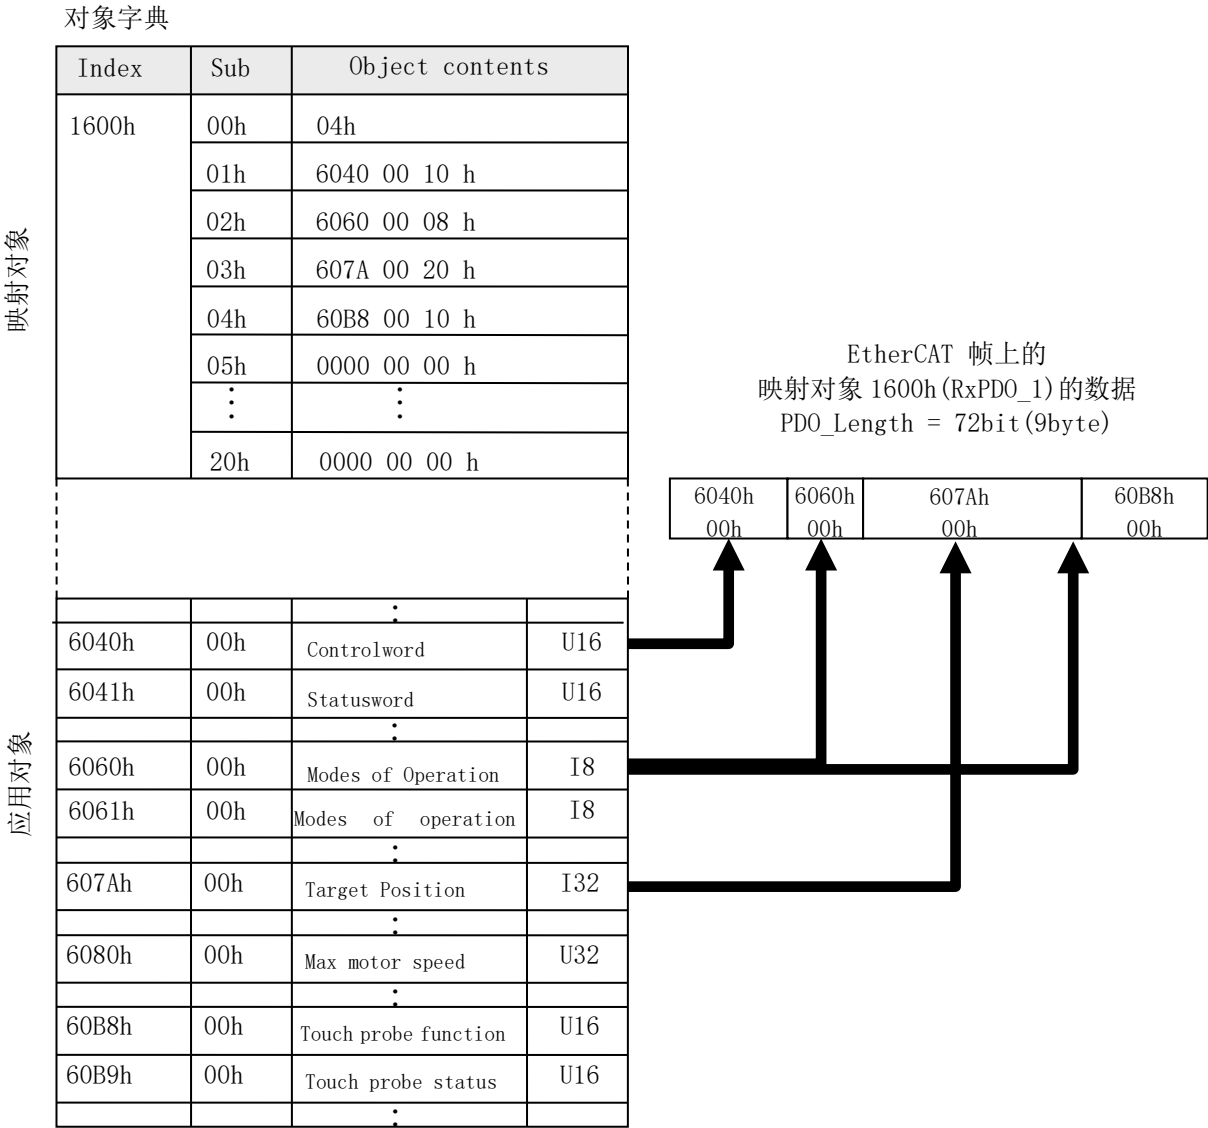 对象字典
Index Sub Object contents
1600h 00h 04h
01h 6040 00 10 h
02h 6060 00 08 h
03h 607A 00 20 h
04h 60B8 00 10 h
05h 0000 00 00 h
20h 0000 00 00 h
映射对象
EtherCAT 帧上的
映射对象 1600h(RxPDO_1)的数据
PDO_Length = 72bit(9byte)
6040h 6060h 607Ah 60B8h
00h 00h 00h 00h
应用对象
6040h 00h Controlword U16
6041h 00h Statusword U16
6060h 00h Modes of Operation I8
6061h 00h Modes of operation I8
607Ah 00h Target Position I32
6080h 00h Max motor speed U32
60B8h 00h Touch probe function U16
60B9h 00h Touch probe status U16